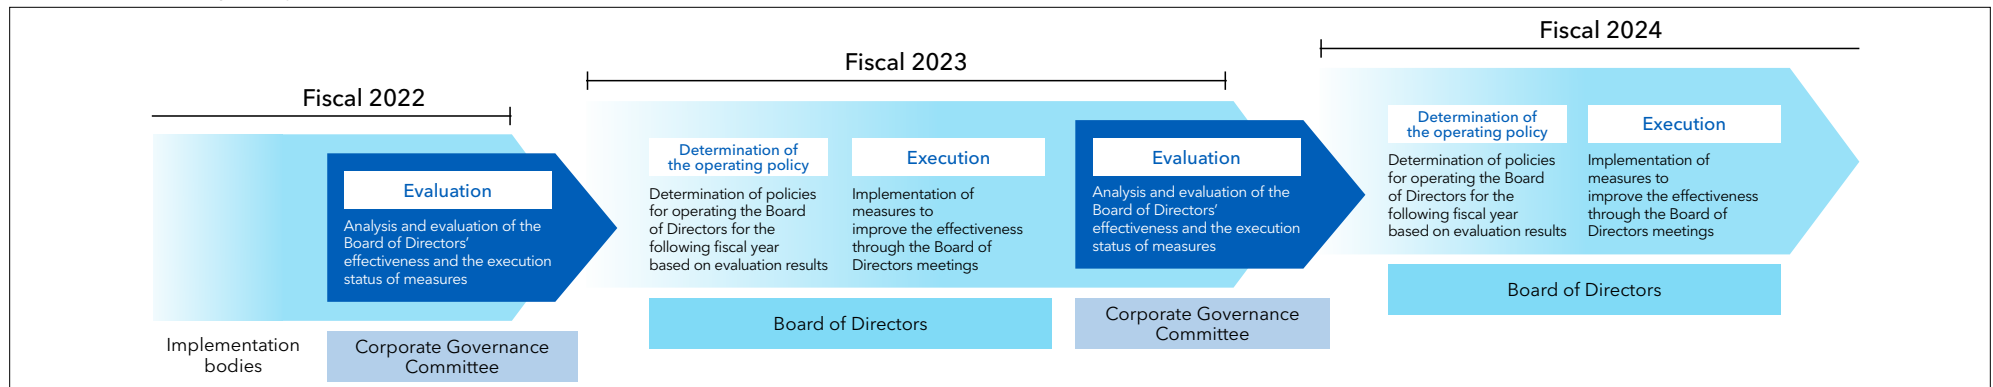 Fiscal 2022
Evaluation
Analysis and evaluation of the
Board of Directors'
effectiveness and the execution
status of measures
Implementation
bodies
Corporate Governance
Committee
Fiscal 2023
Determination of
the operating policy
Determination of policies
for operating the Board
of Directors for the
following fiscal year
based on evaluation results
Execution
Implementation of
measures to
improve the effectiveness
through the Board of
Directors meetings
Board of Directors
Evaluation
Analysis and evaluation of the
Board of Directors'
effectiveness and the execution
status of measures
Corporate Governance
Committee
Fiscal 2024
Determination of
the operating policy
Determination of policies
for operating the Board
of Directors for the
following fiscal year
based on evaluation results
Execution
Implementation of
measures to
improve the effectiveness
through the Board of
Directors meetings
Board of Directors